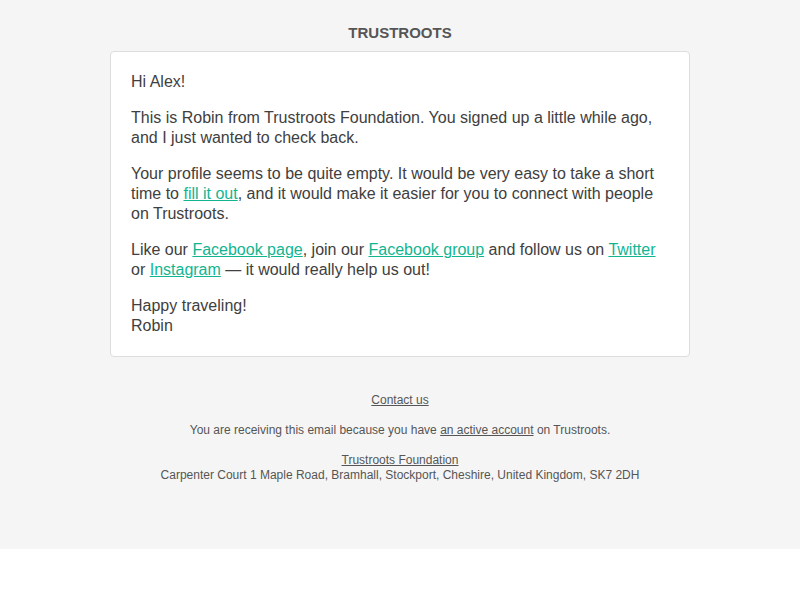 TRUSTROOTS
Hi Alex!
This is Robin from Trustroots Foundation. You signed up a little while ago,
and I just wanted to check back.
Your profile seems to be quite empty. It would be very easy to take a short
time to fill it out, and it would make it easier for you to connect with people
on Trustroots.
Like our Facebook page, join our Facebook group and follow us on Twitter
or Instagram — it would really help us out!
Happy traveling!
Robin
Contact us
You are receiving this email because you have an active account on Trustroots.
Trustroots Foundation
Carpenter Court 1 Maple Road, Bramhall, Stockport, Cheshire, United Kingdom, SK7 2DH